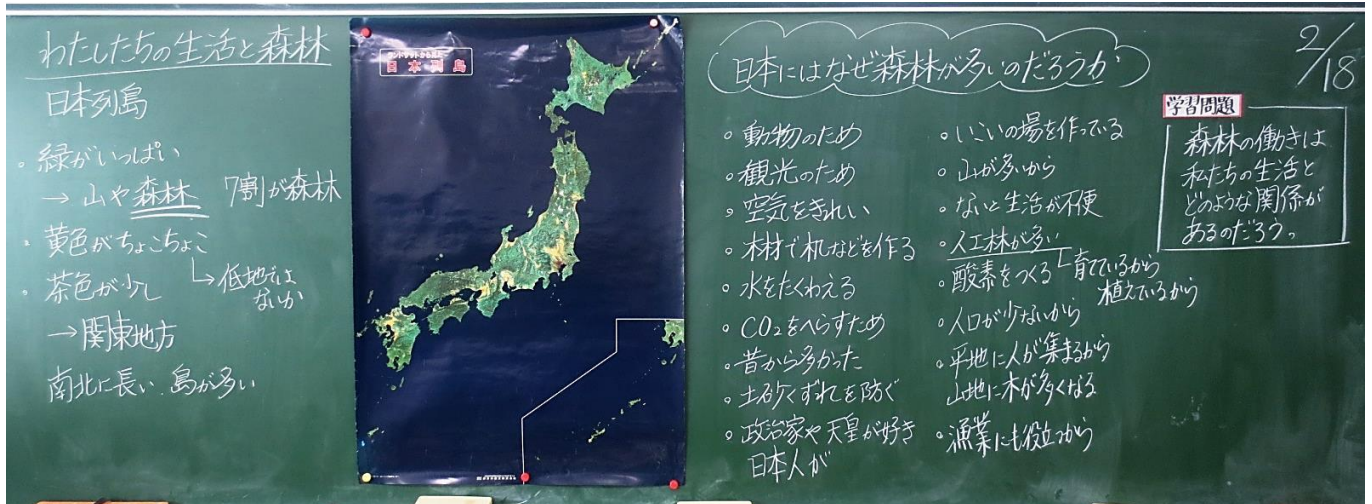 わたしたちの生活と森林
日本列島
。緑がいっぱい
→ 山や森林 7割が森林
。黄色がちょこちょこ
↳低地では
ないか
。茶色が少し
→関東地方
南北に長い 島が多い
ランドサットから見た
日本列島
日本にはなぜ森林が多いのだろうか
2/18
。動物のため
。観光のため
。空気をきれい
。木材で机などを作る
。水をたくわえる
。CO2をへらすため
。昔から多かった
。土砂くずれを防ぐ
。政治家や天皇が好き
日本人が
。いこいの場を作っている
。山が多いから
。ないと生活が不便
。人工林が多い
↳育てているから
植えているから
。酸素をつくる
。人口が少ないから
。平地に人が集まるから
山地に木が多くなる
。漁業にも役立つから
学習問題
森林の働きは
私たちの生活と
どのような関係が
あるのだろう。